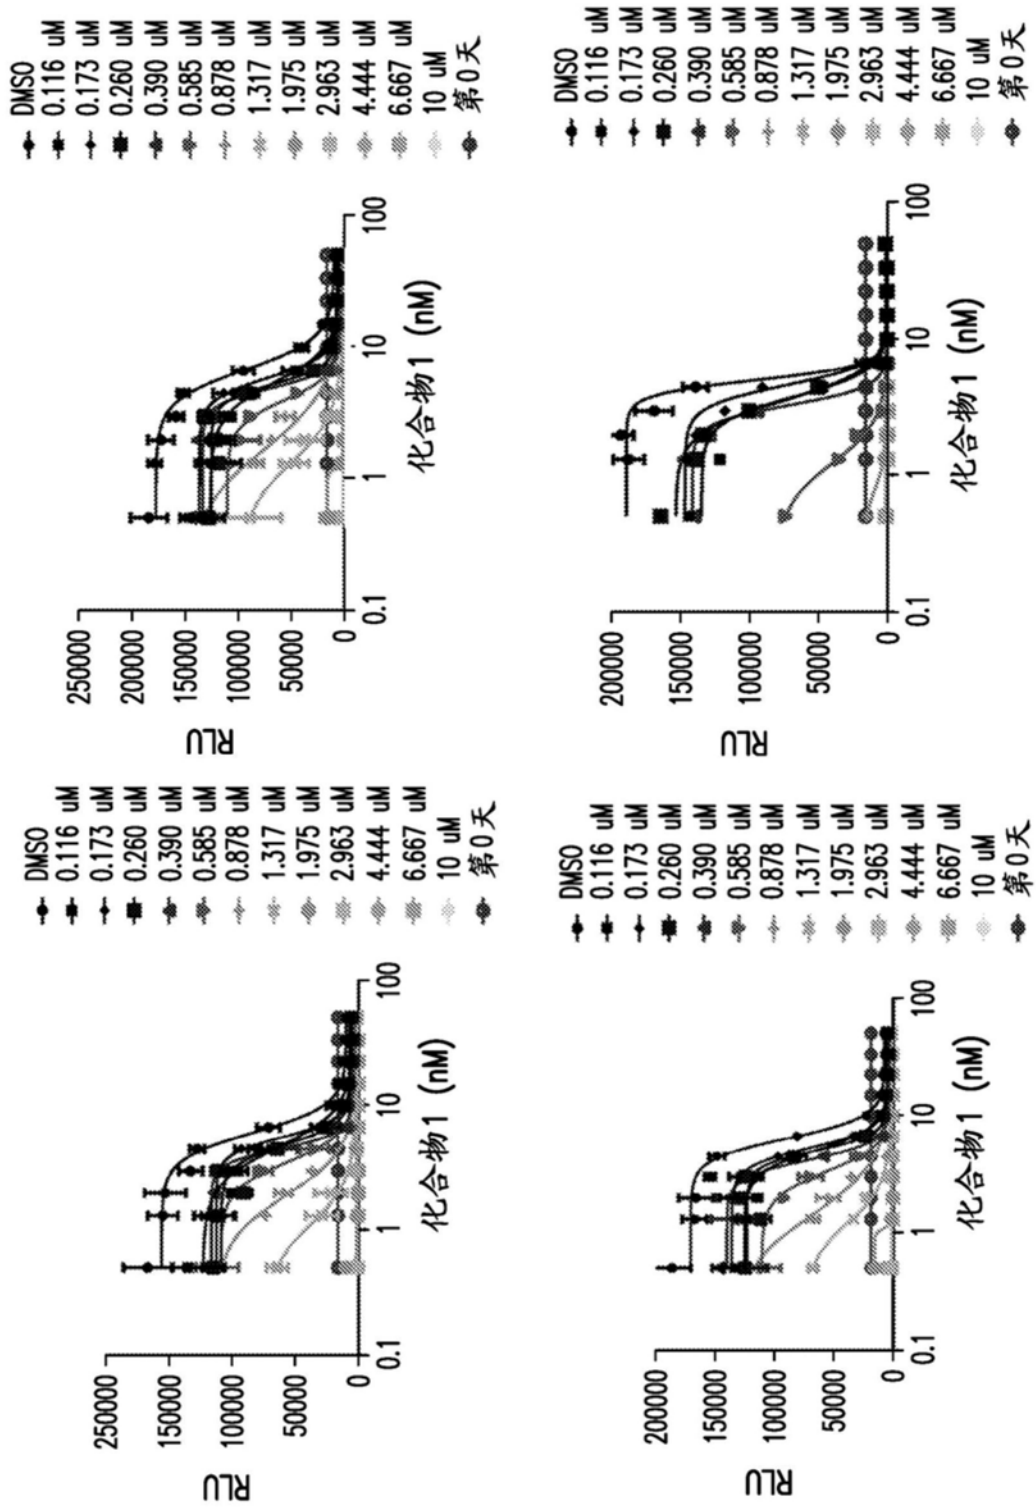 RLU
250000
150000
100000
50000
0
0.1
1
10
100
化合物1 (nM)
DMSO
0.116 uM
0.173 uM
0.260 uM
0.390 uM
0.585 uM
0.878 uM
1.317 uM
1.975 uM
2.963 uM
4.444 uM
6.667 uM
10 uM
第0天
RLU
250000
200000
150000
100000
50000
0
0.1
1
10
100
化合物1 (nM)
DMSO
0.116 uM
0.173 uM
0.260 uM
0.390 uM
0.585 uM
0.878 uM
1.317 uM
1.975 uM
2.963 uM
4.444 uM
6.667 uM
10 uM
第0天
RLU
200000
150000
100000
50000
0
0.1
1
10
100
化合物1 (nM)
DMSO
0.116 uM
0.173 uM
0.260 uM
0.390 uM
0.585 uM
0.878 uM
1.317 uM
1.975 uM
2.963 uM
4.444 uM
6.667 uM
10 uM
第0天
RLU
200000
150000
100000
50000
0
0.1
1
10
100
化合物1 (nM)
DMSO
0.116 uM
0.173 uM
0.260 uM
0.390 uM
0.585 uM
0.878 uM
1.317 uM
1.975 uM
2.963 uM
4.444 uM
6.667 uM
10 uM
第0天